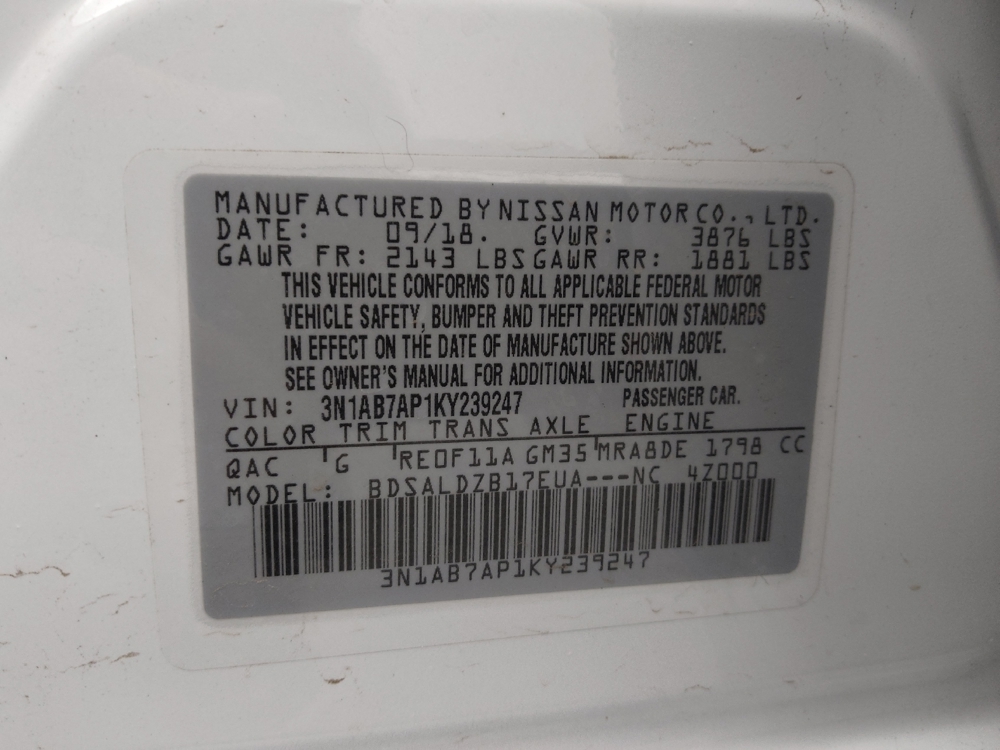 MANUFACTURED BY NISSAN MOTOR CO., LTD.
DATE: 09/18. GVWR: 3876 LBS
GAWR FR: 2143 LBS GAWR RR: 1881 LBS
THIS VEHICLE CONFORMS TO ALL APPLICABLE FEDERAL MOTOR
VEHICLE SAFETY, BUMPER AND THEFT PREVENTION STANDARDS
IN EFFECT ON THE DATE OF MANUFACTURE SHOWN ABOVE.
SEE OWNER'S MANUAL FOR ADDITIONAL INFORMATION.
VIN: 3N1AB7AP1KY239247 PASSENGER CAR.
COLOR TRIM TRANS AXLE ENGINE
QAC G RE0F11A GM35 MRA8DE 1798 CC
MODEL: BDSALDZB17EUA---NC 4Z000
3N1AB7AP1KY239247